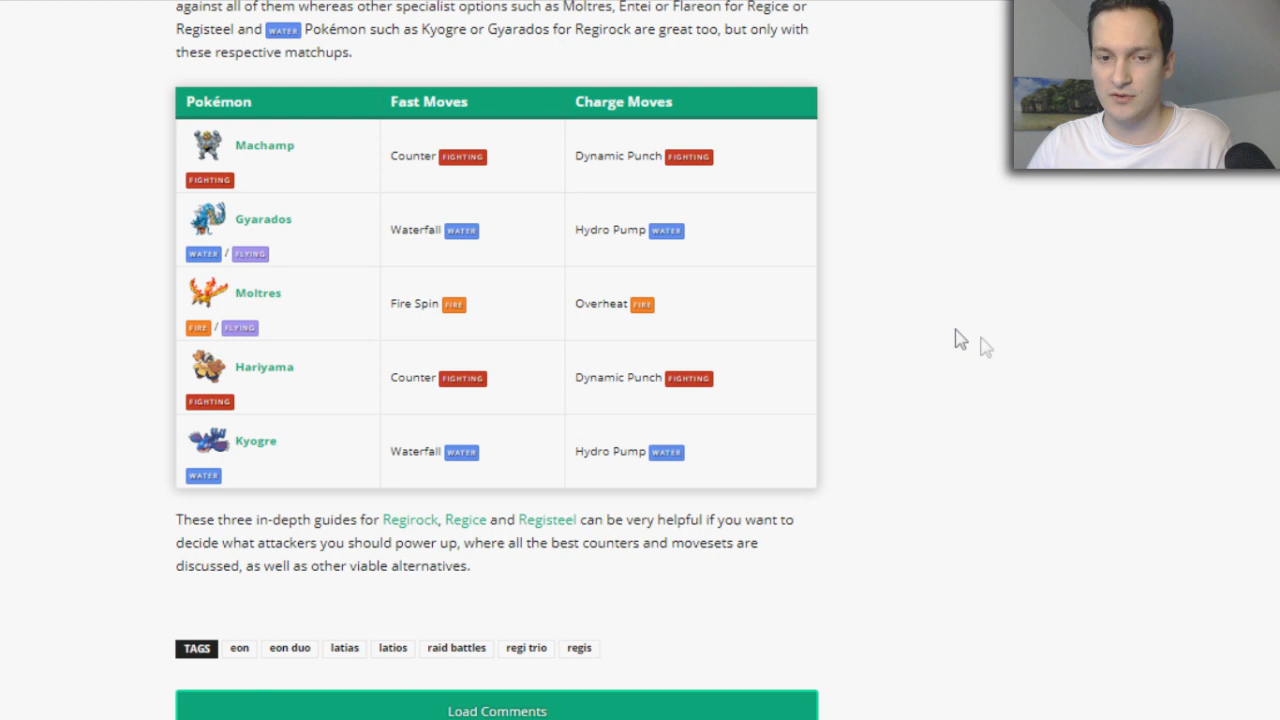 against all of them whereas other specialist options such as Moltres, Entei or Flareon for Regice or
Registeel and WATER Pokémon such as Kyogre or Gyarados for Regirock are great too, but only with
these respective matchups.
Pokémon Fast Moves Charge Moves
Machamp
FIGHTING
Counter FIGHTING
Dynamic Punch FIGHTING
Gyarados
WATER / FLYING
Waterfall WATER
Hydro Pump WATER
Moltres
FIRE / FLYING
Fire Spin FIRE
Overheat FIRE
Hariyama
FIGHTING
Counter FIGHTING
Dynamic Punch FIGHTING
Kyogre
WATER
Waterfall WATER
Hydro Pump WATER
These three in-depth guides for Regirock, Regice and Registeel can be very helpful if you want to
decide what attackers you should power up, where all the best counters and movesets are
discussed, as well as other viable alternatives.
TAGS eon eon duo latias latios raid battles regi trio regis
Load Comments